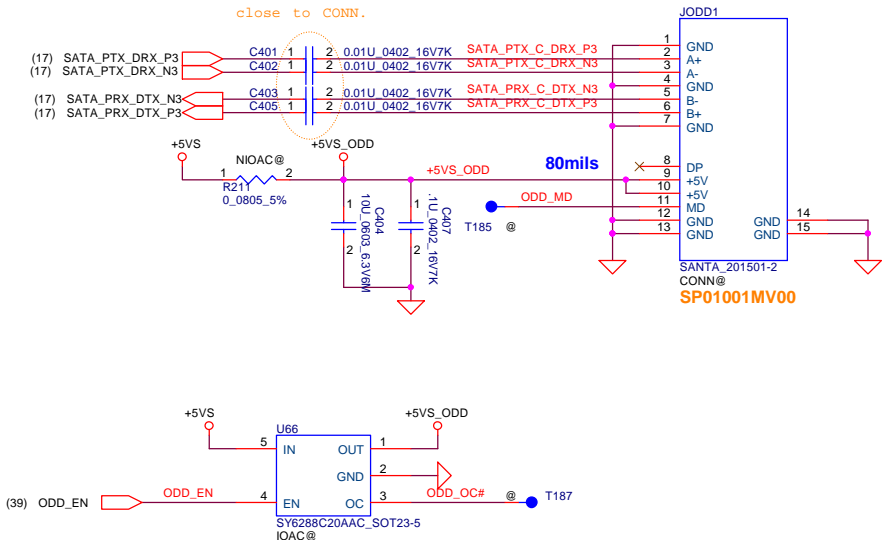 close to CONN.
JODD1
(17) SATA_PTX_DRX_P3 C401 1 2 0.01U_0402_16V7K SATA_PTX_C_DRX_P3
(17) SATA_PTX_DRX_N3 C402 1 2 0.01U_0402_16V7K SATA_PTX_C_DRX_N3
(17) SATA_PRX_DTX_N3 C403 1 2 0.01U_0402_16V7K SATA_PRX_C_DTX_N3
(17) SATA_PRX_DTX_P3 C405 1 2 0.01U_0402_16V7K SATA_PRX_C_DTX_P3
1 GND
2 A+
3 A-
4 GND
5 B-
6 B+
7 GND
8 DP
9 +5V
10 +5V
11 MD
12 GND
13 GND
GND 14
GND 15
SANTA_201501-2
CONN@
SP01001MV00
+5VS
NIOAC@
+5VS_ODD
1 2
R211
0_0805_5%
+5VS_ODD
80mils
ODD_MD
T185 @
1 2
C404
10U_0603_6.3V6M
1 2
C407
.1U_0402_16V7K
+5VS
+5VS_ODD
U66
5 IN OUT 1
GND 2
(39) ODD_EN ODD_EN 4 EN OC 3 ODD_OC# @ T187
SY6288C20AAC_SOT23-5
IOAC@